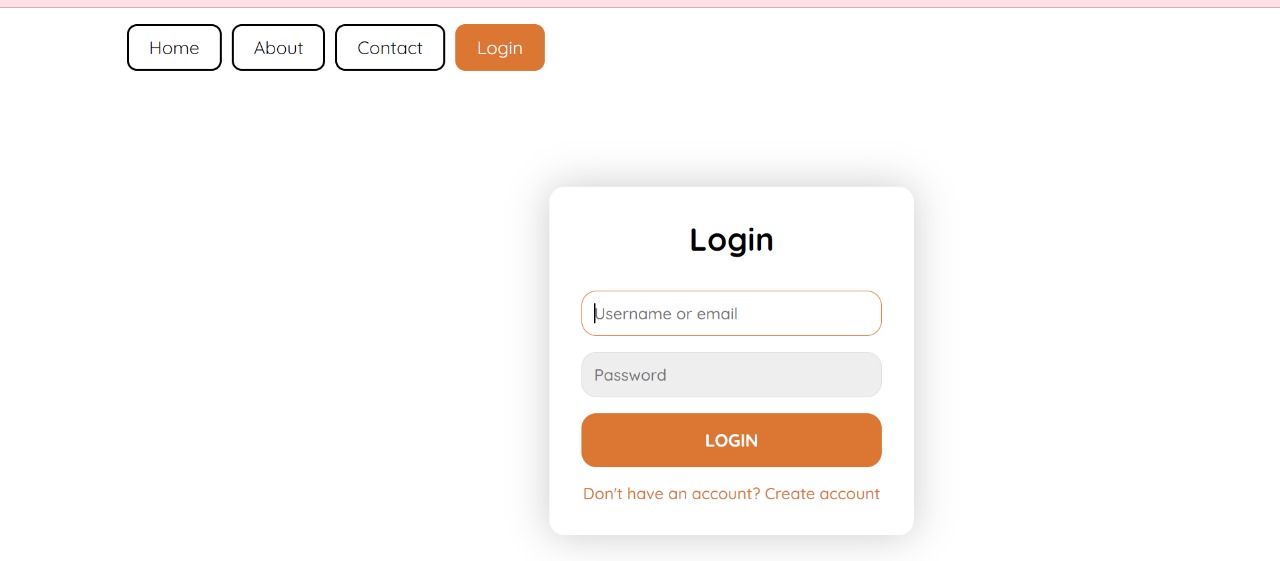 Home About Contact Login
Login
Username or email
Password
LOGIN
Don't have an account? Create account